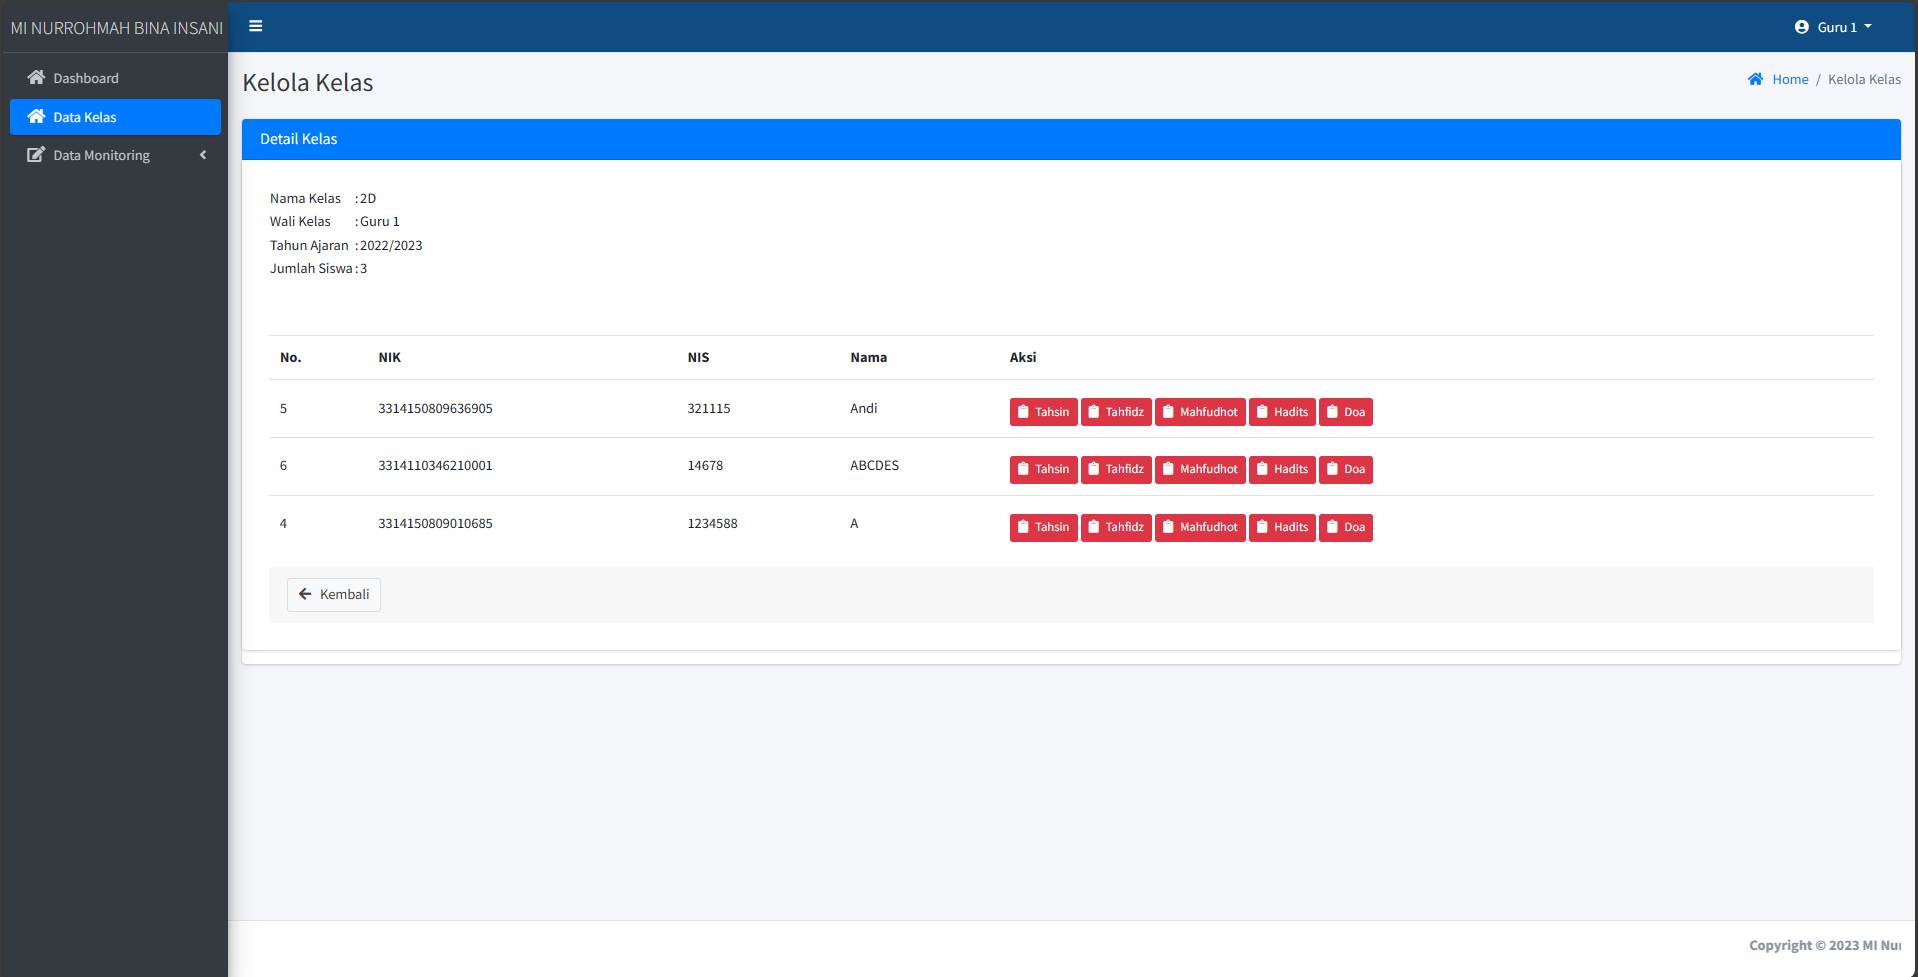 MI NURROHMAH BINA INSANI
Guru 1
Dashboard
Data Kelas
Data Monitoring
Kelola Kelas
Home / Kelola Kelas
Detail Kelas
Nama Kelas : 2D
Wali Kelas : Guru 1
Tahun Ajaran : 2022/2023
Jumlah Siswa : 3
No. NIK NIS Nama Aksi
5 3314150809636905 321115 Andi Tahsin Tahfidz Mahfudhot Hadits Doa
6 3314110346210001 14678 ABCDES Tahsin Tahfidz Mahfudhot Hadits Doa
4 3314150809010685 1234588 A Tahsin Tahfidz Mahfudhot Hadits Doa
Kembali
Copyright © 2023 MI